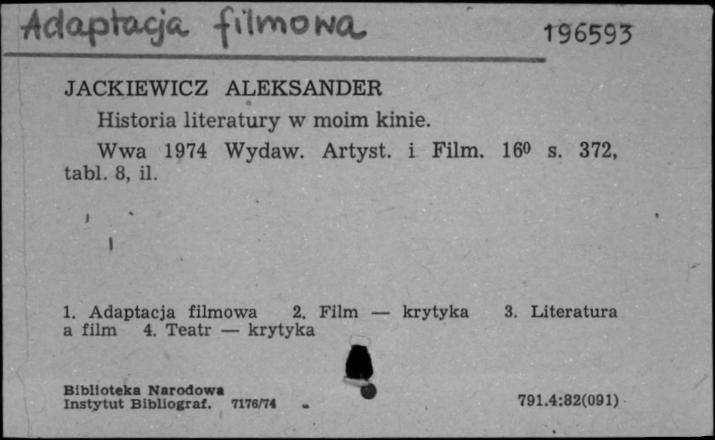 Adaptacja filmowa 196593
JACKIEWICZ ALEKSANDER
Historia literatury w moim kinie.
Wwa 1974 Wydaw. Artyst. i Film. 16⁰ s. 372,
tabl. 8, il.
1. Adaptacja filmowa 2. Film — krytyka 3. Literatura
a film 4. Teatr — krytyka
Biblioteka Narodowa
Instytut Bibliograf. 7176/74
791.4:82(091)